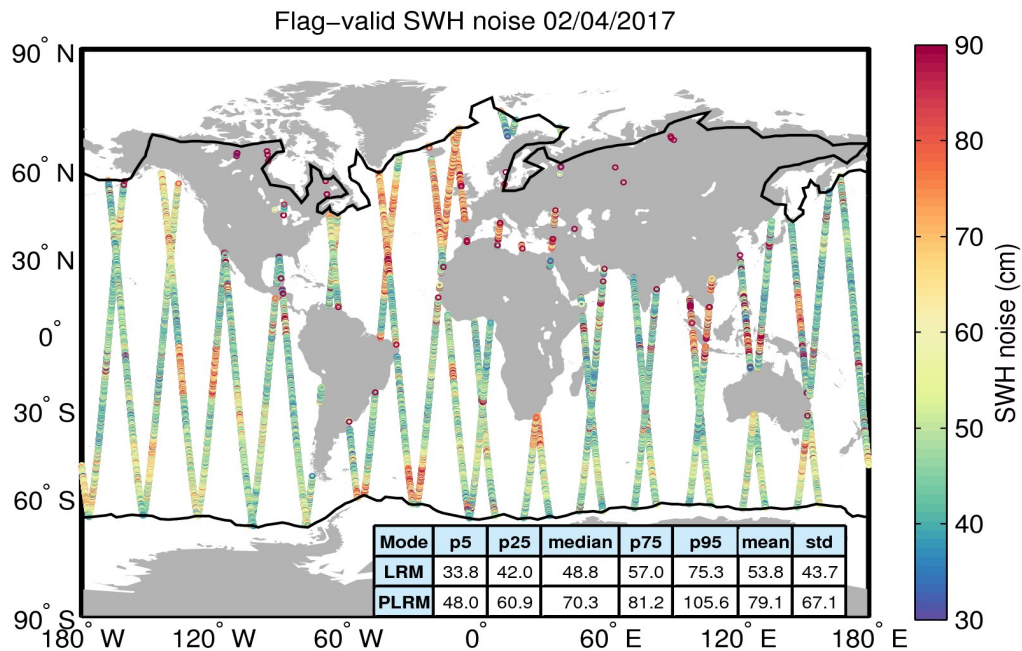 Flag−valid SWH noise 02/04/2017
90° N
60° N
30° N
0°
30° S
60° S
90° S
180° W
120° W
60° W
0°
60° E
120° E
180° E
Mode p5 p25 median p75 p95 mean std
LRM 33.8 42.0 48.8 57.0 75.3 53.8 43.7
PLRM 48.0 60.9 70.3 81.2 105.6 79.1 67.1
90
80
70
60
50
40
30
SWH noise (cm)